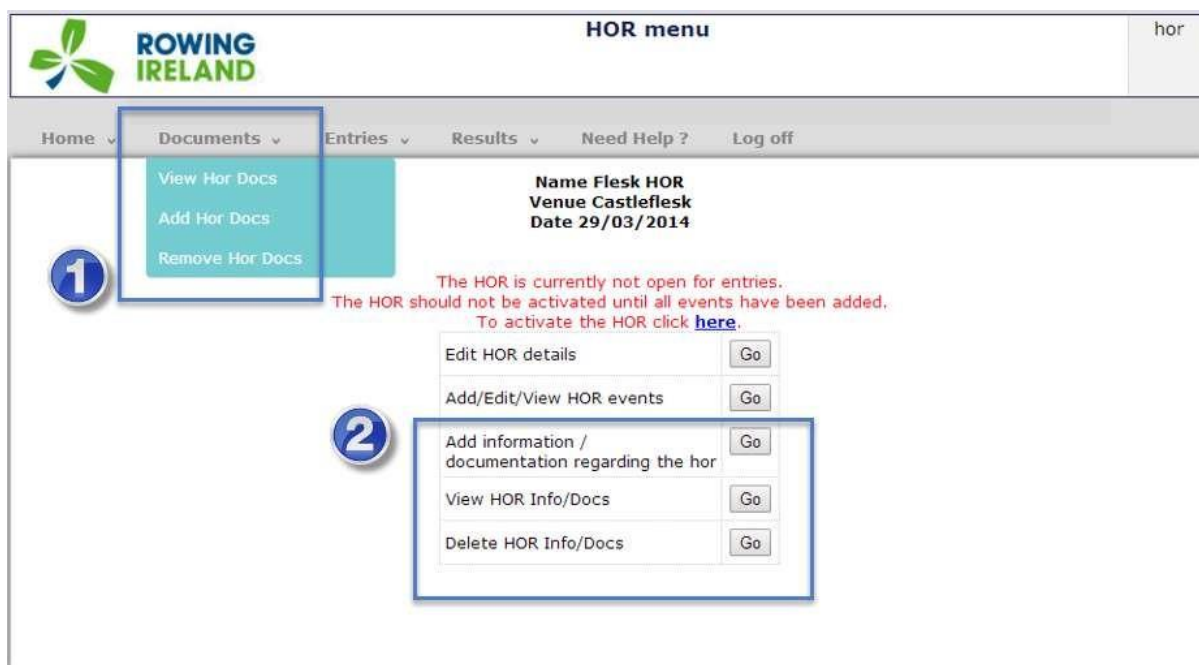 ROWING
IRELAND
HOR menu
hor
Home
Documents
Entries
Results
Need Help ?
Log off
View Hor Docs
Add Hor Docs
Remove Hor Docs
1
Name Flesk HOR
Venue Castleflesk
Date 29/03/2014
The HOR is currently not open for entries.
The HOR should not be activated until all events have been added.
To activate the HOR click here.
Edit HOR details Go
Add/Edit/View HOR events Go
2
Add information / Go
documentation regarding the hor
View HOR Info/Docs Go
Delete HOR Info/Docs Go